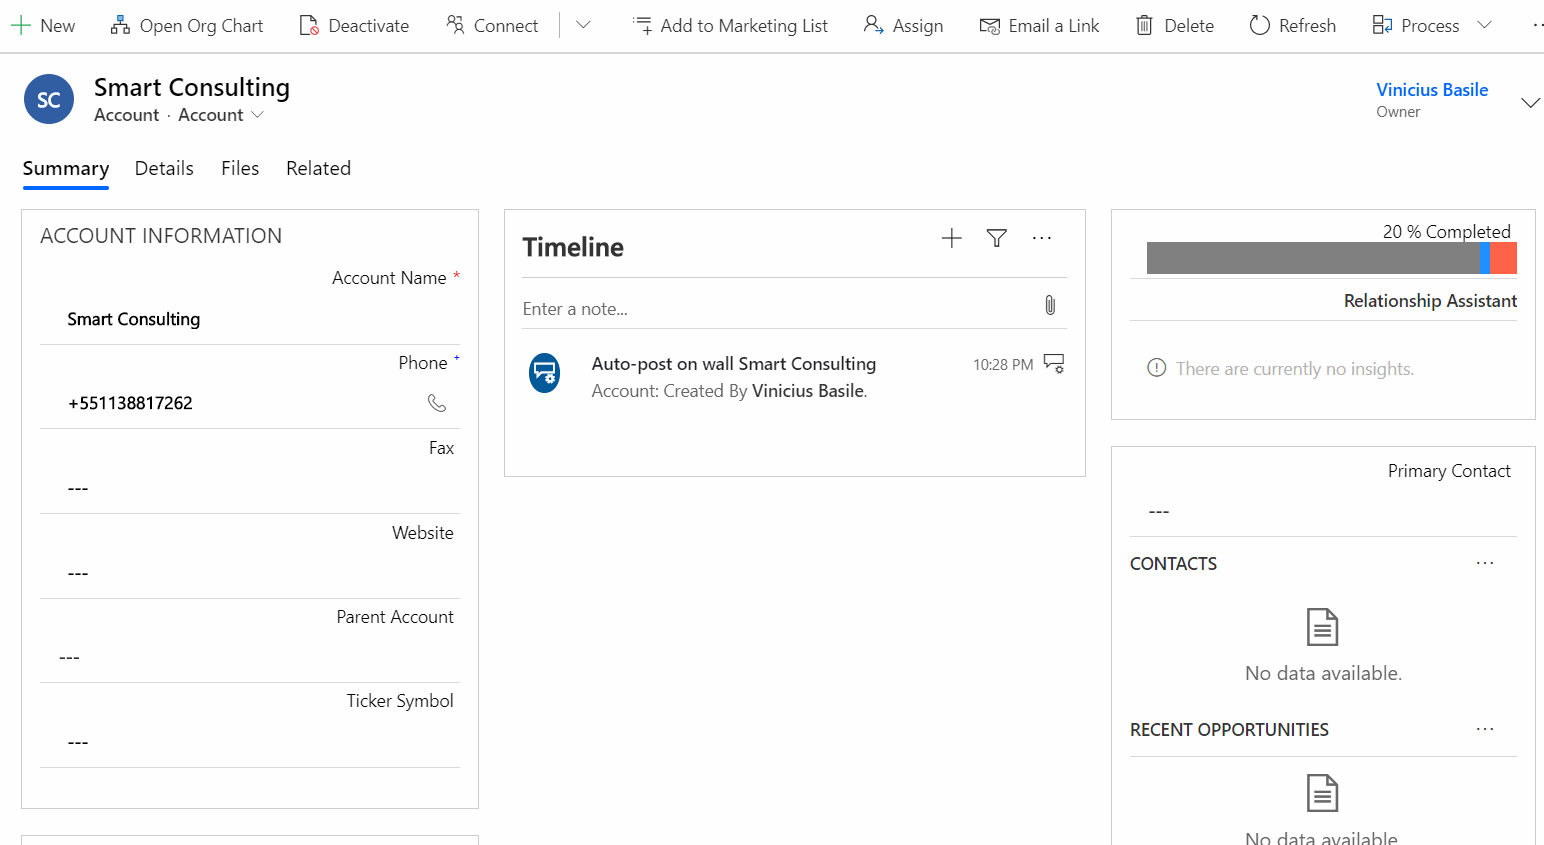 New
Open Org Chart
Deactivate
Connect
Add to Marketing List
Assign
Email a Link
Delete
Refresh
Process
SC
Smart Consulting
Account · Account
Vinicius Basile
Owner
Summary
Details
Files
Related
ACCOUNT INFORMATION
Account Name *
Smart Consulting
Phone +
+551138817262
Fax
---
Website
---
Parent Account
---
Ticker Symbol
---
Timeline
Enter a note...
Auto-post on wall Smart Consulting
10:28 PM
Account: Created By Vinicius Basile.
20 % Completed
Relationship Assistant
There are currently no insights.
Primary Contact
---
CONTACTS
No data available.
RECENT OPPORTUNITIES
No data available